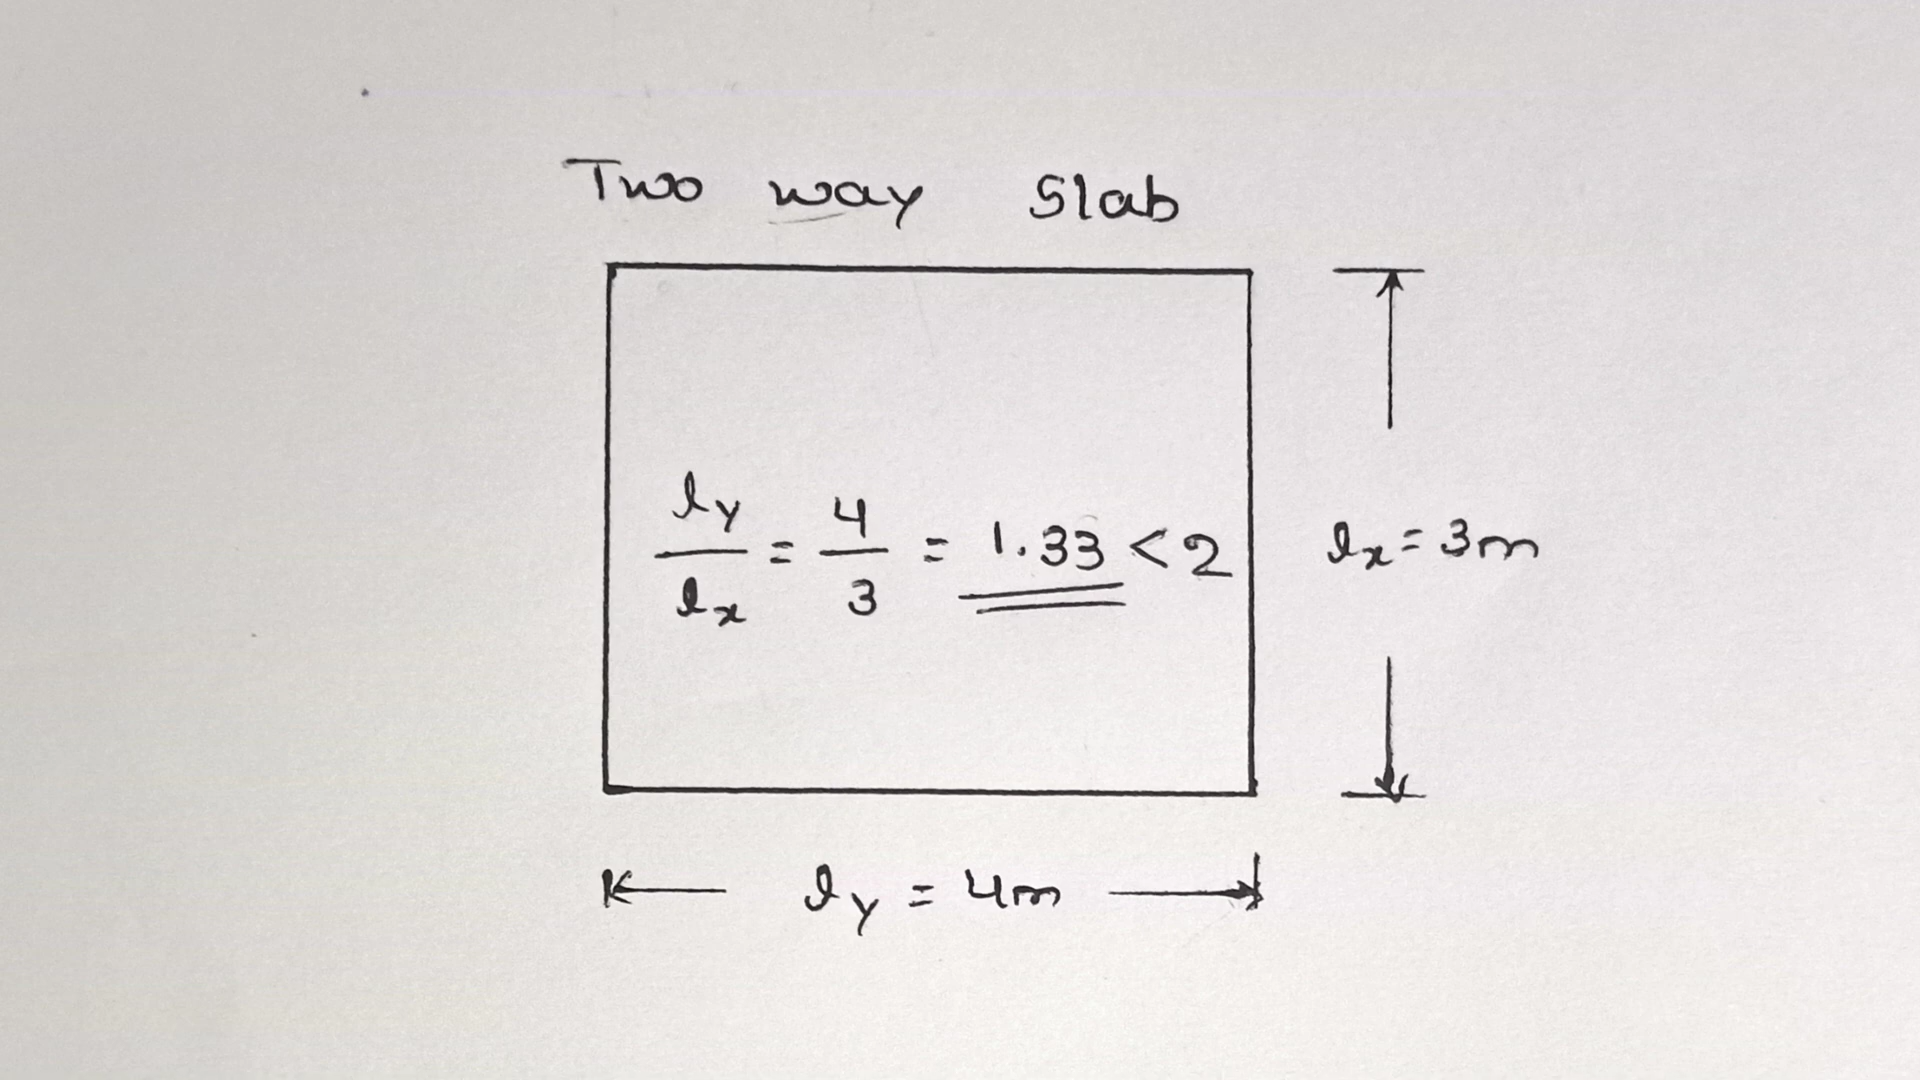 Two way Slab
ly/lx = 4/3 = 1.33 < 2
lx = 3m
ly = 4m